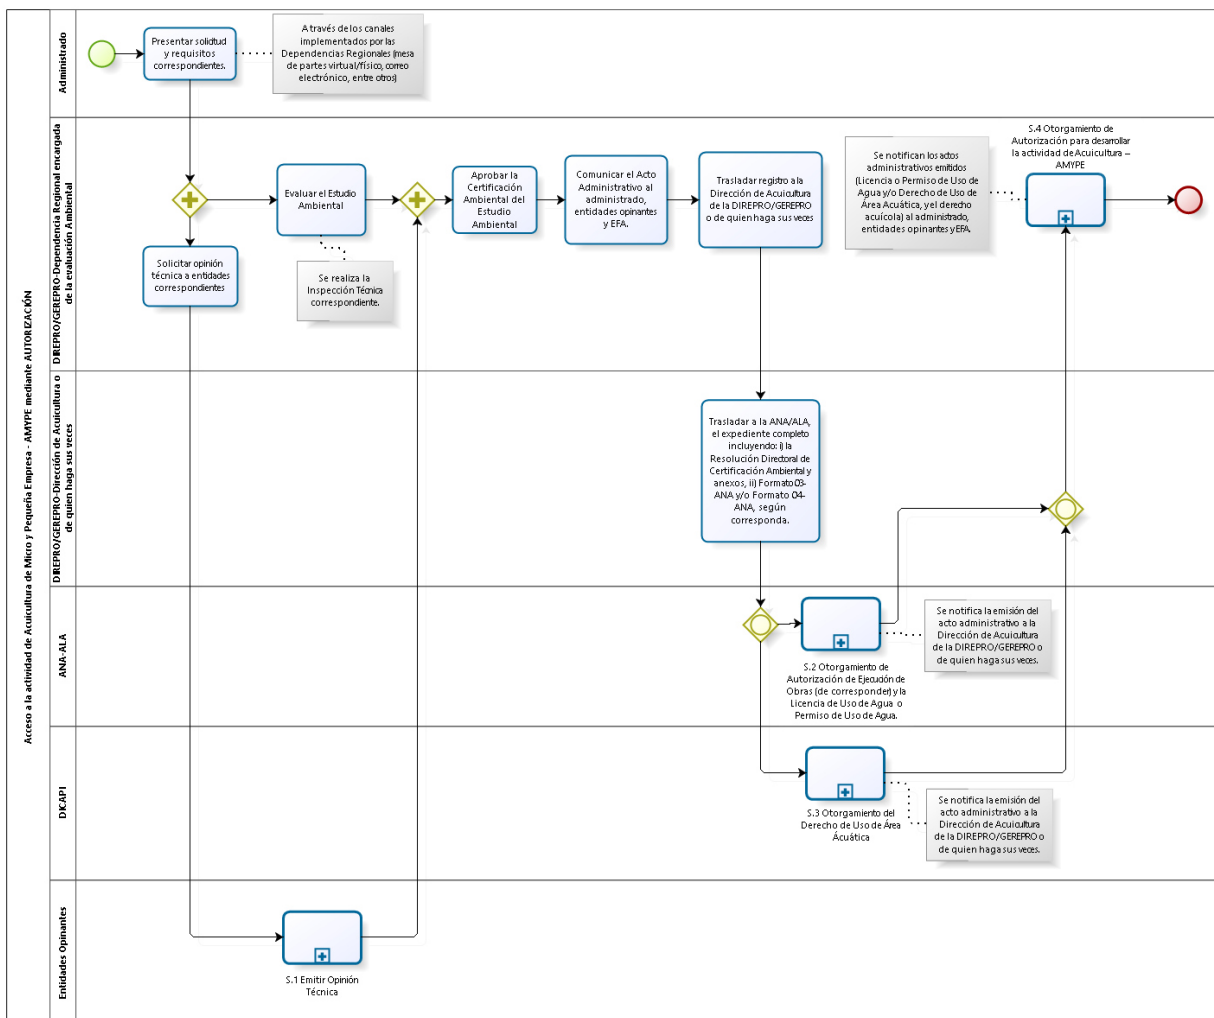 Acceso a la actividad de Acuicultura de Micro y Pequeña Empresa - AMYPE mediante AUTORIZACIÓN
Administrado
Presentar solicitud
y requisitos
correspondientes.
A través de los canales
implementados por las
Dependencias Regionales (mesa
de partes virtual/físico, correo
electrónico, entre otros)
DIREPRO/GEREPRO-Dependencia Regional encargada
de la evaluación Ambiental
Evaluar el Estudio
Ambiental
Se realiza la
Inspección Técnica
correspondiente.
Solicitar opinión
técnica a entidades
correspondientes
Aprobar la
Certificación
Ambiental del
Estudio
Ambiental
Comunicar el Acto
Administrativo al
administrado,
entidades opinantes
y EFA.
Trasladar registro a la
Dirección de Acuicultura
de la DIREPRO/GEREPRO
o de quien haga sus veces
Se notifican los actos
administrativos emitidos
(Licencia o Permiso de Uso de
Agua y/o Derecho de Uso de
Área Acuática, y el derecho
acuícola) al administrado,
entidades opinantes y EFA.
S.4 Otorgamiento de
Autorización para desarrollar
la actividad de Acuicultura –
AMYPE
DIREPRO/GEREPRO-Dirección de Acuicultura o
de quien haga sus veces
Trasladar a la ANA/ALA,
el expediente completo
incluyendo: i) la
Resolución Directoral de
Certificación Ambiental y
anexos, ii) Formato 03-
ANA y/o Formato 04-
ANA, según
corresponda.
ANA-ALA
S.2 Otorgamiento de
Autorización de Ejecución de
Obras (de corresponder) y la
Licencia de Uso de Agua o
Permiso de Uso de Agua.
Se notifica la emisión del
acto administrativo a la
Dirección de Acuicultura
de la DIREPRO/GEREPRO o
de quien haga sus veces.
DICAPI
S.3 Otorgamiento del
Derecho de Uso de Área
Ácuática
Se notifica la emisión del
acto administrativo a la
Dirección de Acuicultura
de la DIREPRO/GEREPRO o
de quien haga sus veces.
Entidades Opinantes
S.1 Emitir Opinión
Técnica